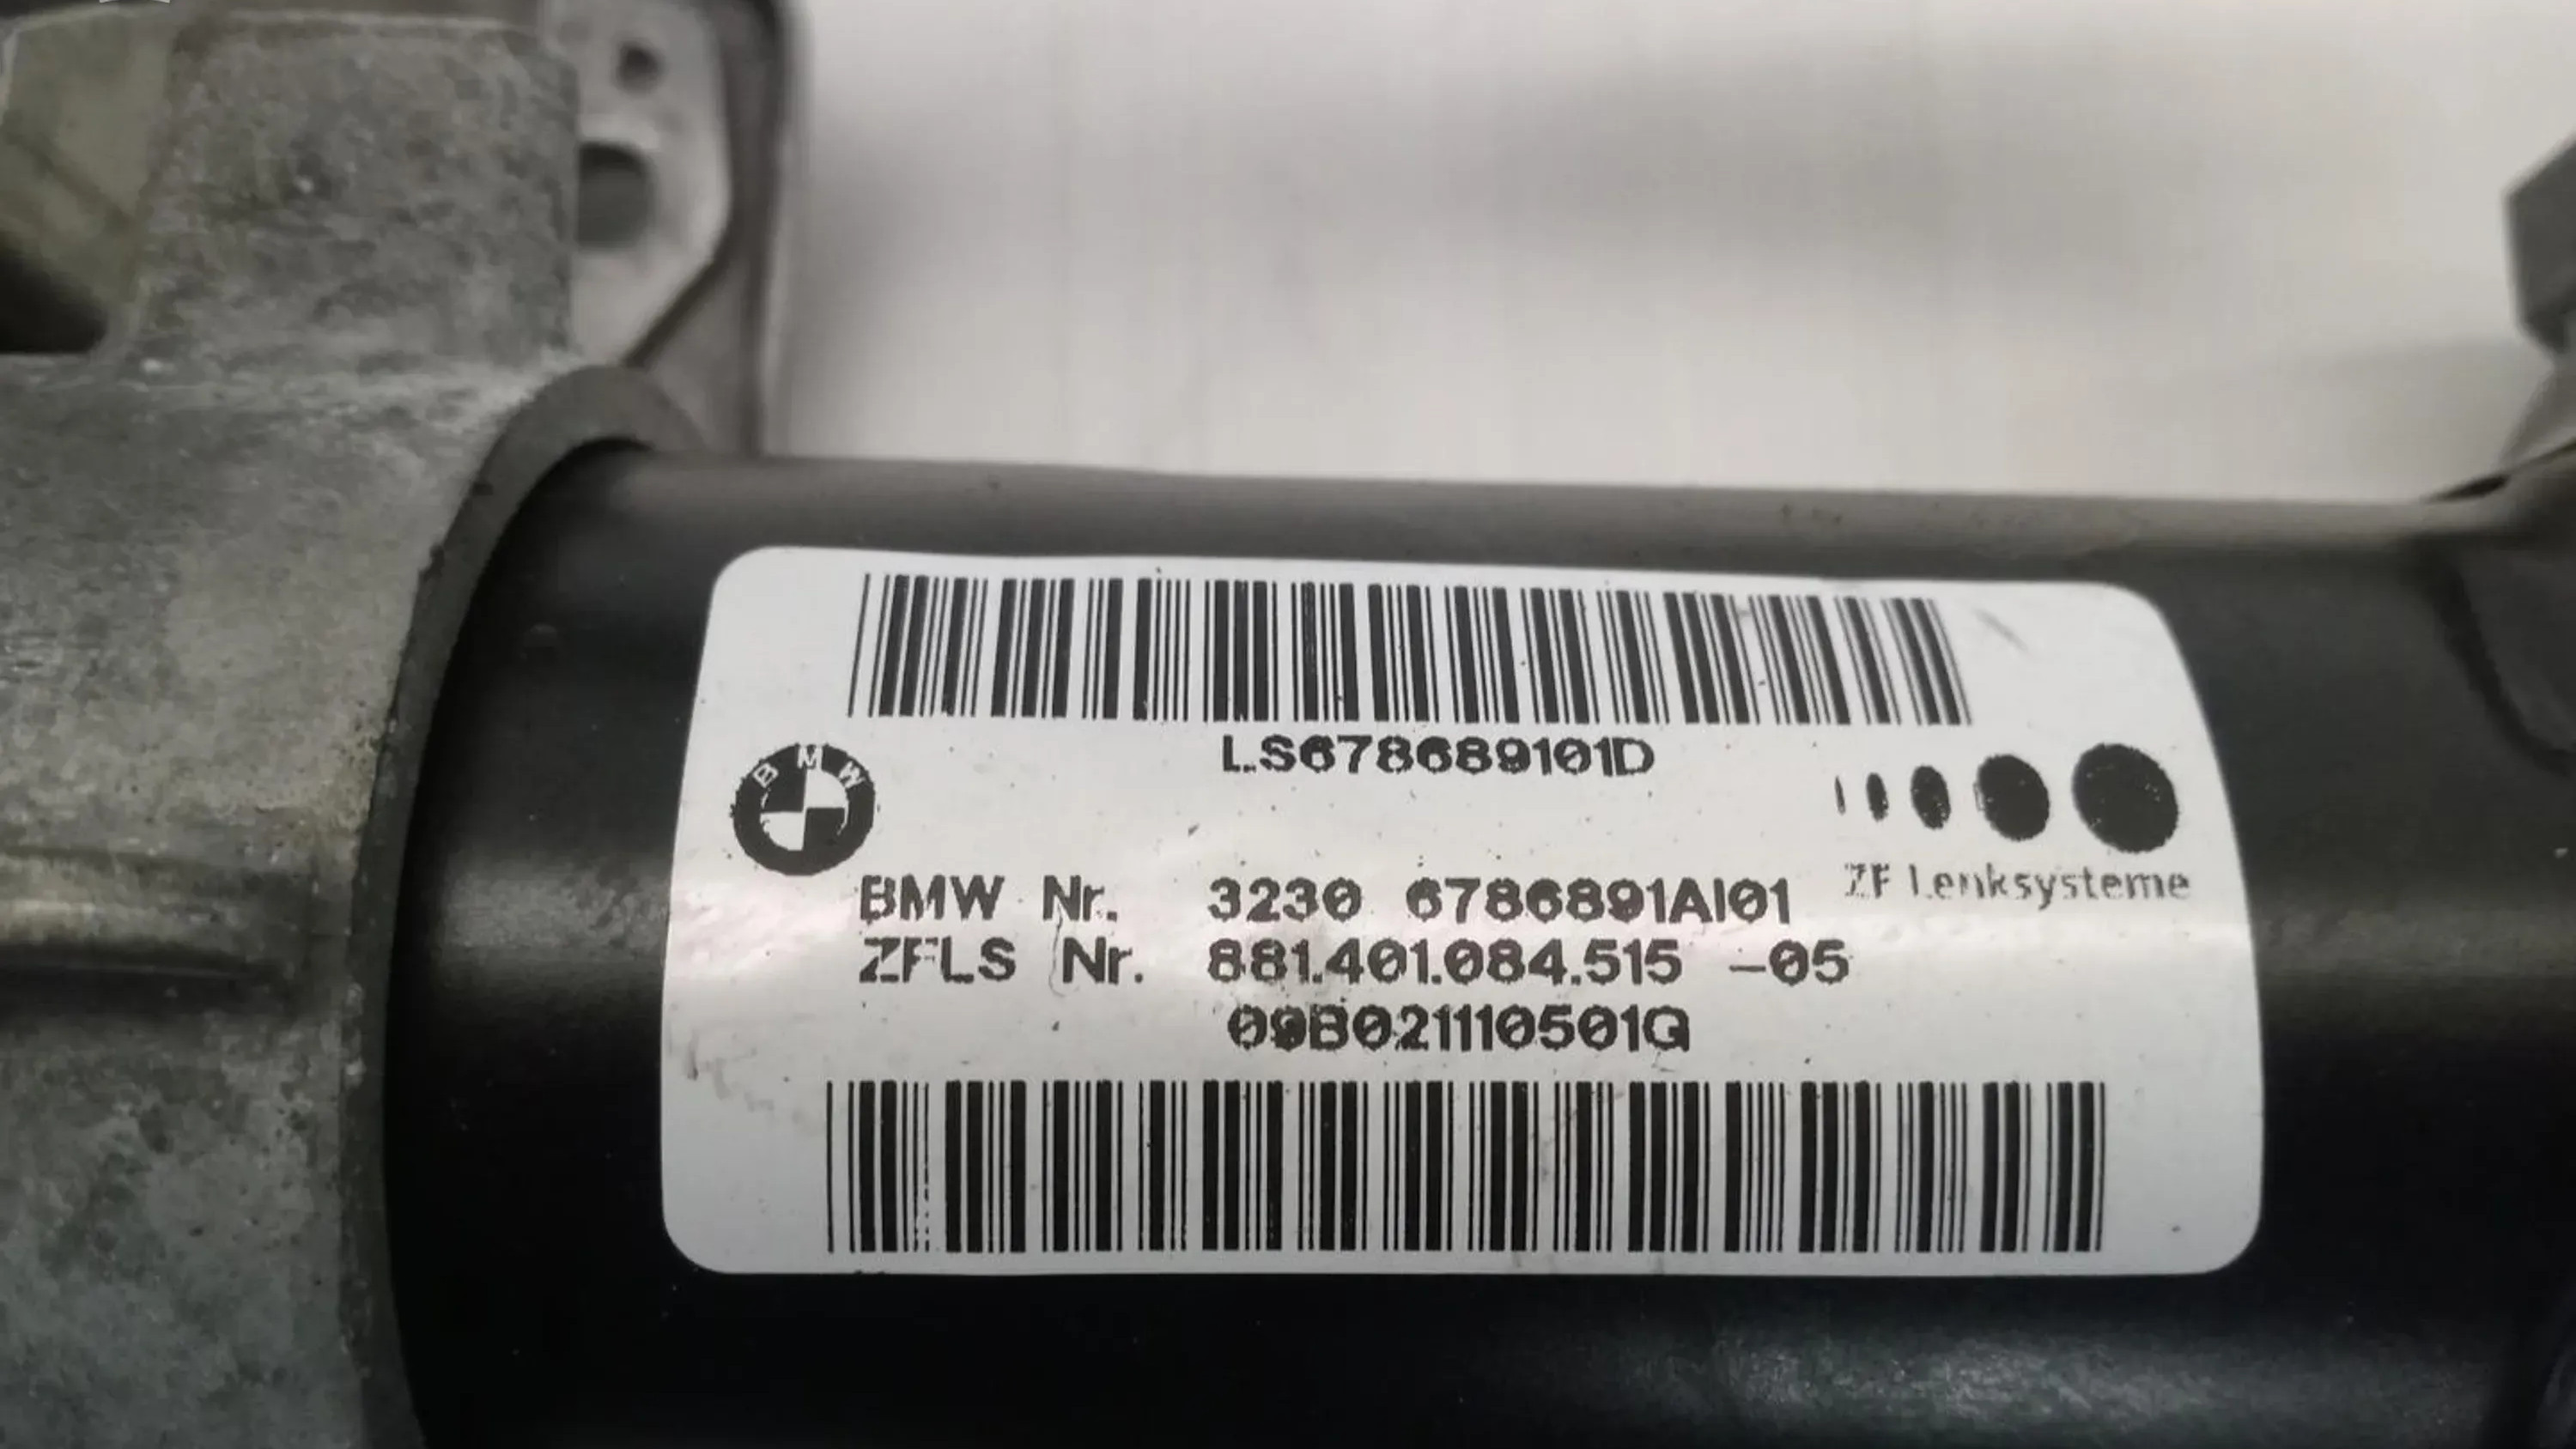 LS678689101D
BMW
ZF Lenksysteme
BMW Nr. 3230 6786891AI01
ZFLS Nr. 881.401.084.515 -05
09B021110501G